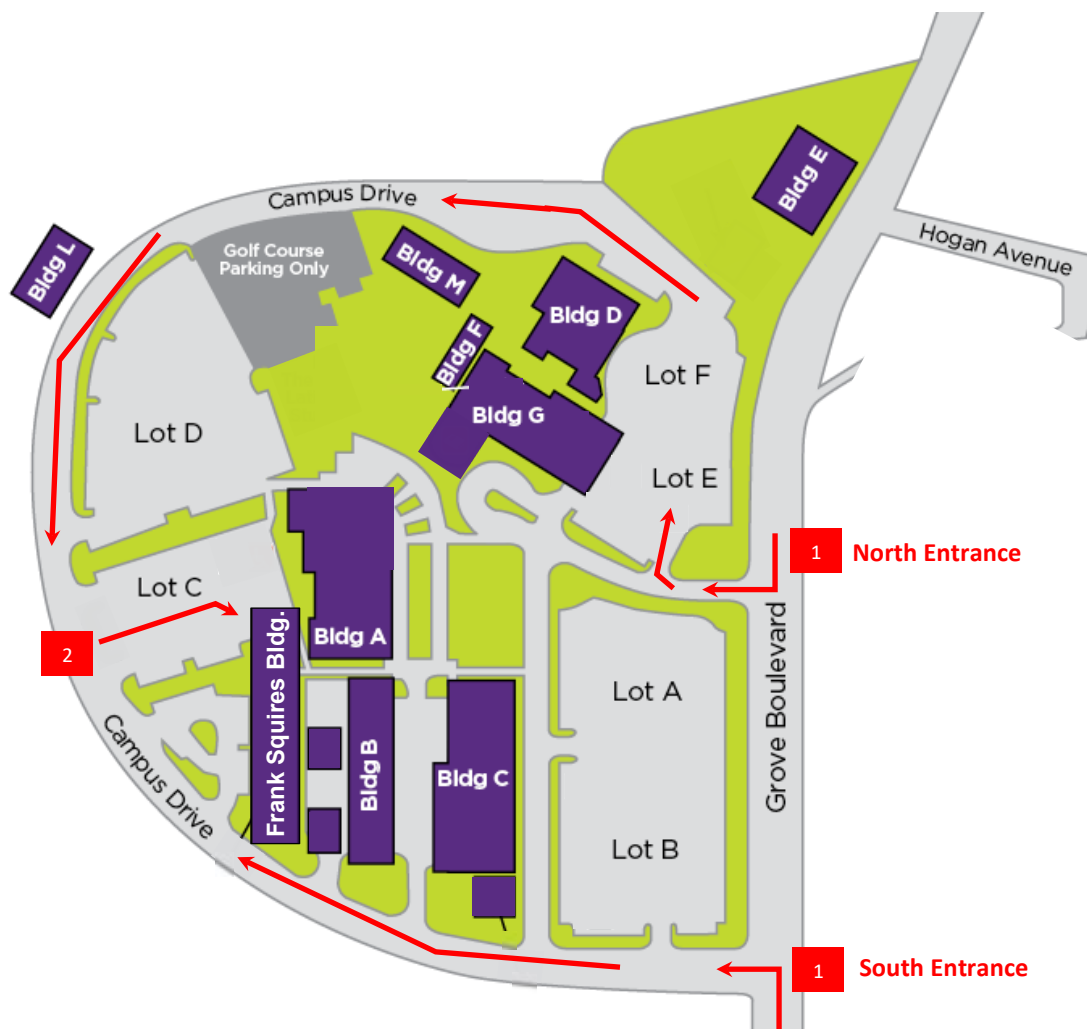 Bldg E
Campus Drive
Hogan Avenue
Golf Course
Parking Only
Bldg L
Bldg M
Bldg D
Bldg F
Lot F
Bldg G
Lot D
Lot E
1
North Entrance
Lot C
Bldg A
2
Frank Squires Bldg.
Lot A
Grove Boulevard
Campus Drive
Bldg B
Bldg C
Lot B
1
South Entrance